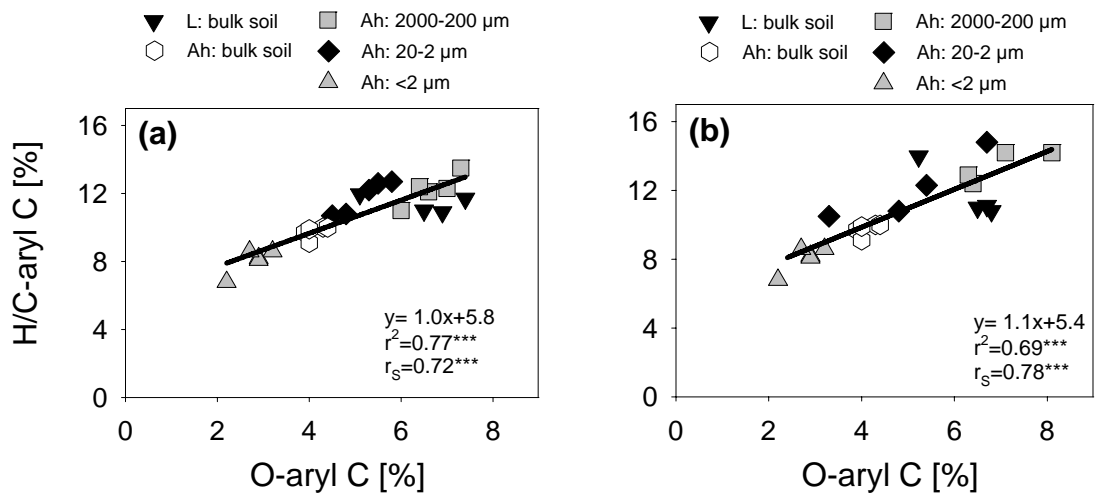 L: bulk soil
Ah: bulk soil
Ah: 2000-200 µm
Ah: 20-2 µm
Ah: <2 µm
(a)
H/C-aryl C [%]
16
12
8
4
0
y= 1.0x+5.8
r²=0.77***
rS=0.72***
0 2 4 6 8
O-aryl C [%]
L: bulk soil
Ah: bulk soil
Ah: 2000-200 µm
Ah: 20-2 µm
Ah: <2 µm
(b)
16
12
8
4
0
y= 1.1x+5.4
r²=0.69***
rS=0.78***
0 2 4 6 8
O-aryl C [%]